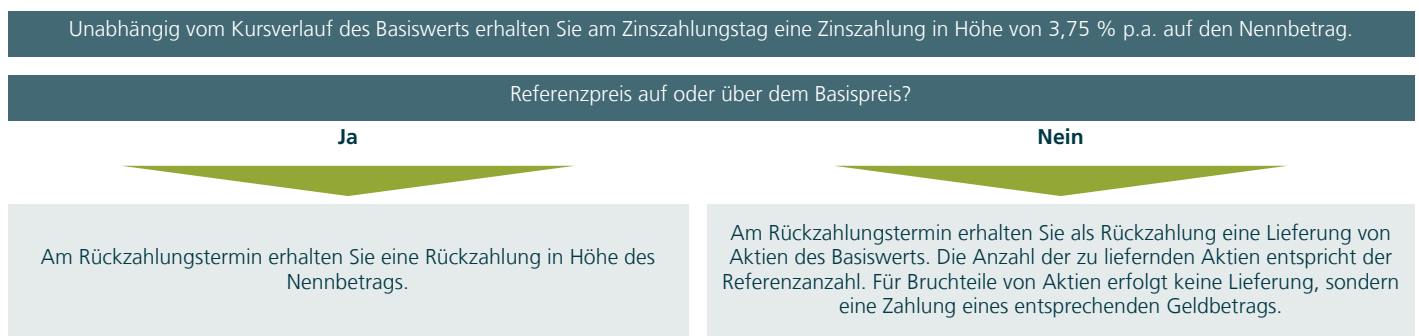 Unabhängig vom Kursverlauf des Basiswerts erhalten Sie am Zinszahlungstag eine Zinszahlung in Höhe von 3,75 % p.a. auf den Nennbetrag.
Referenzpreis auf oder über dem Basispreis?
Ja
Nein
Am Rückzahlungstermin erhalten Sie eine Rückzahlung in Höhe des
Nennbetrags.
Am Rückzahlungstermin erhalten Sie als Rückzahlung eine Lieferung von
Aktien des Basiswerts. Die Anzahl der zu liefernden Aktien entspricht der
Referenzanzahl. Für Bruchteile von Aktien erfolgt keine Lieferung, sondern
eine Zahlung eines entsprechenden Geldbetrags.